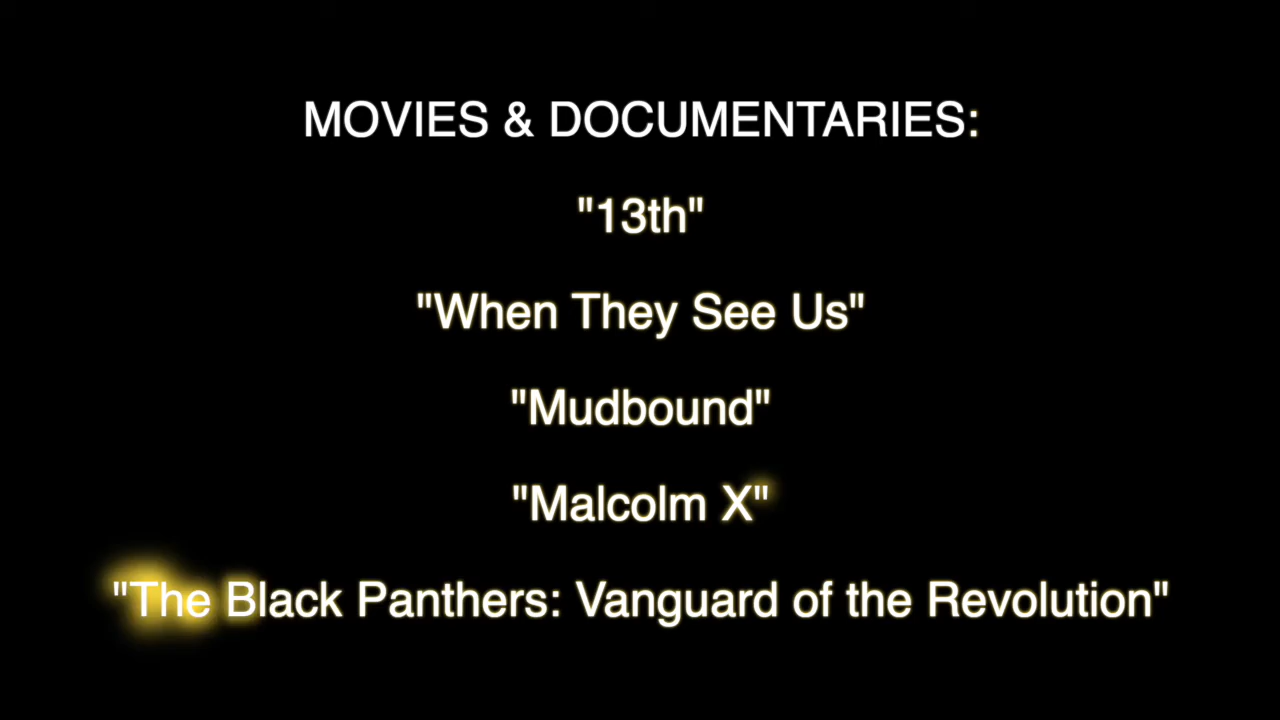 MOVIES & DOCUMENTARIES:
"13th"
"When They See Us"
"Mudbound"
"Malcolm X"
"The Black Panthers: Vanguard of the Revolution"